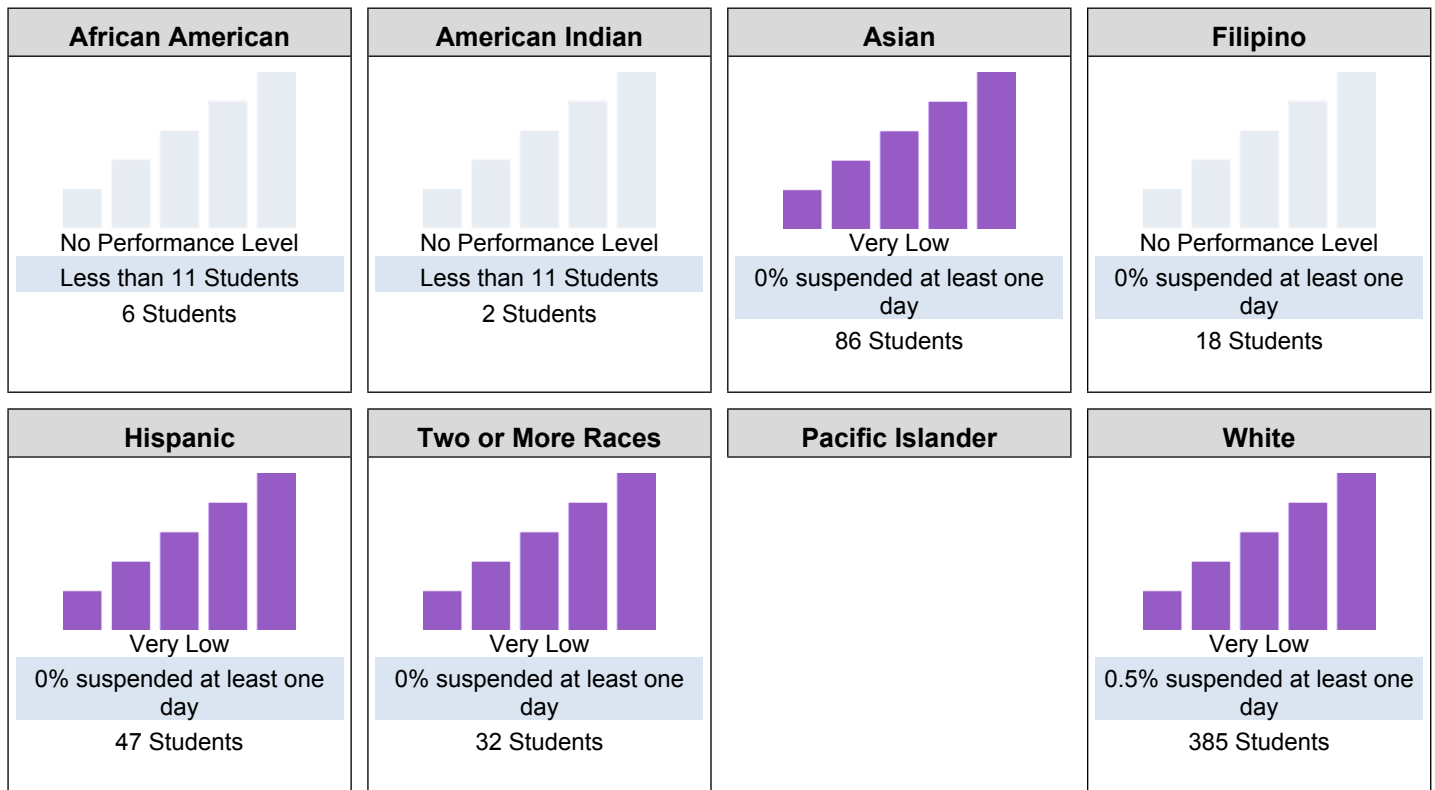 African American
No Performance Level
Less than 11 Students
6 Students
American Indian
No Performance Level
Less than 11 Students
2 Students
Asian
Very Low
0% suspended at least one
day
86 Students
Filipino
No Performance Level
0% suspended at least one
day
18 Students
Hispanic
Very Low
0% suspended at least one
day
47 Students
Two or More Races
Very Low
0% suspended at least one
day
32 Students
Pacific Islander
White
Very Low
0.5% suspended at least one
day
385 Students